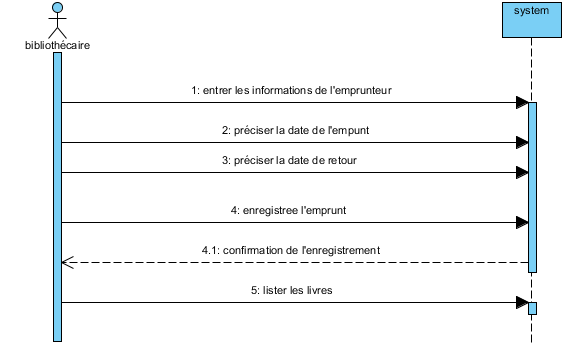 system
bibliothécaire
1: entrer les informations de l'emprunteur
2: préciser la date de l'empunt
3: préciser la date de retour
4: enregistree l'emprunt
4.1: confirmation de l'enregistrement
5: lister les livres